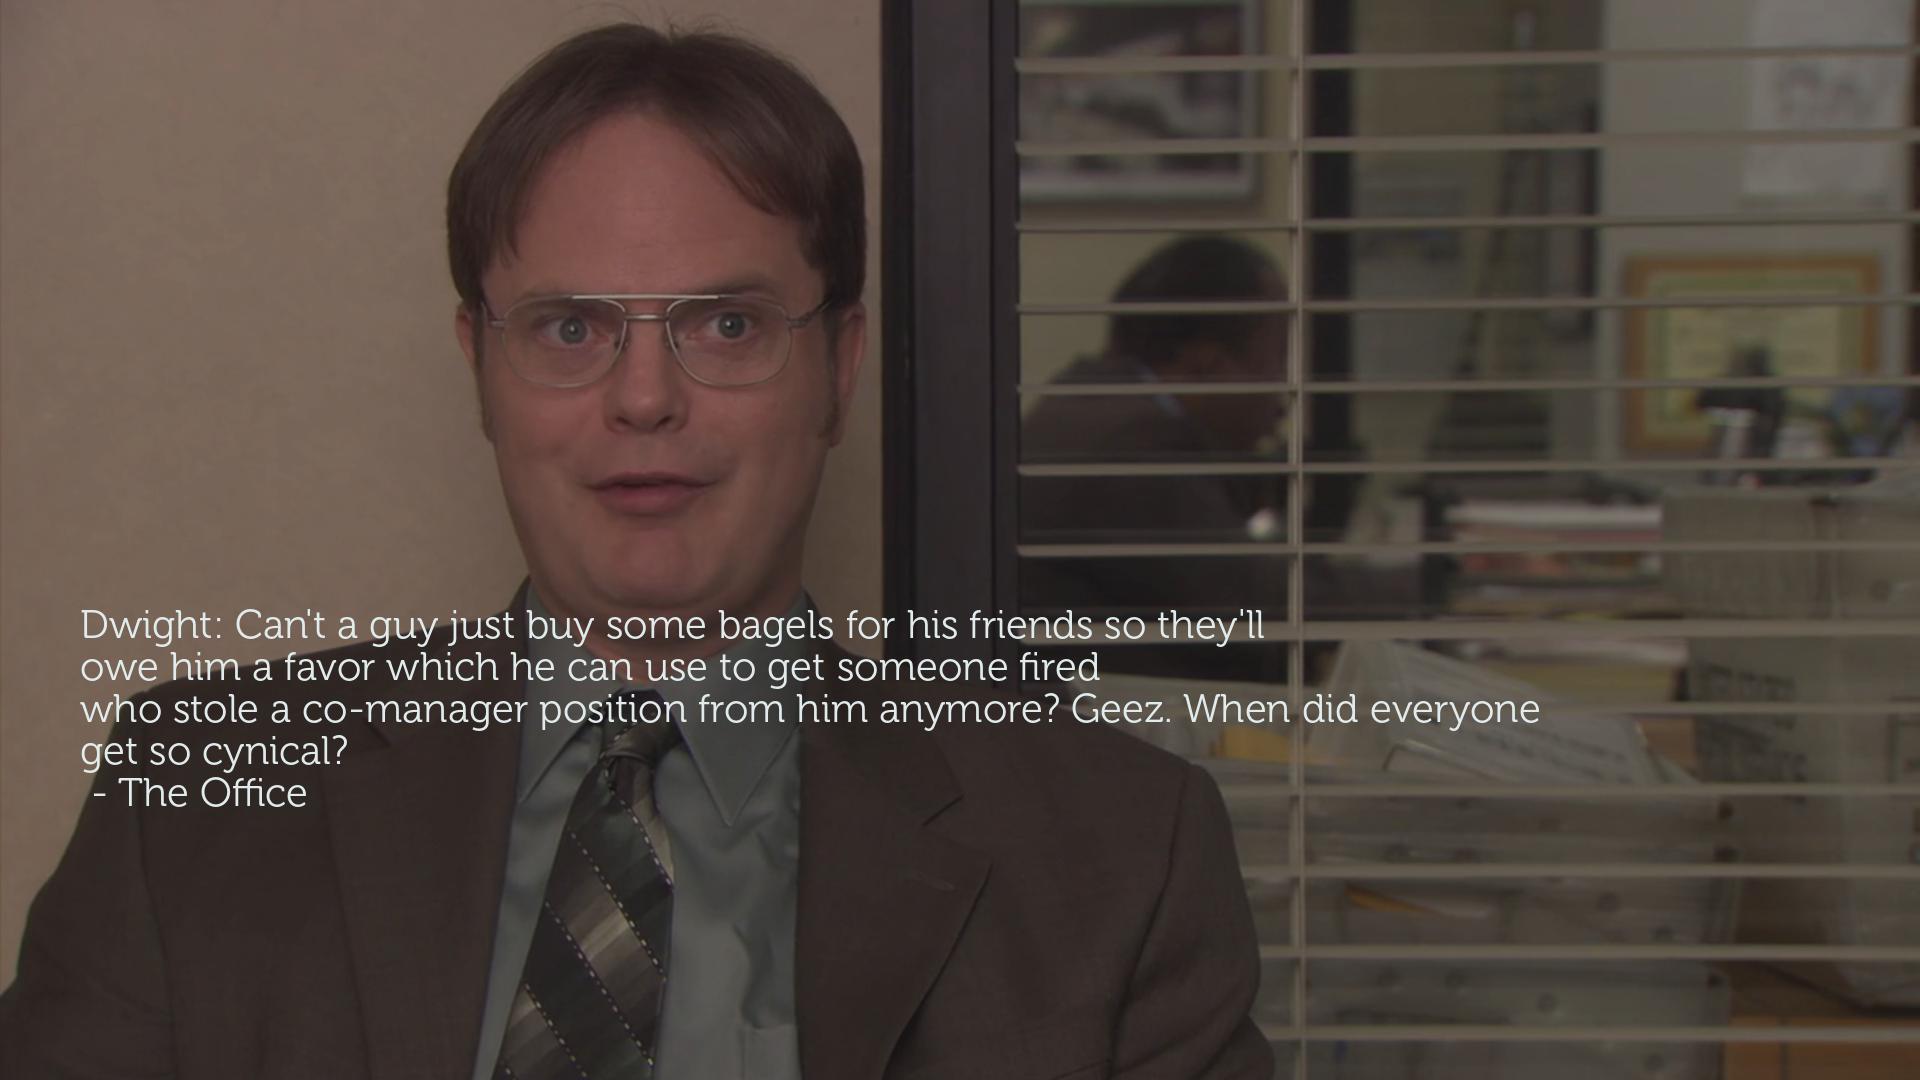 Dwight: Can't a guy just buy some bagels for his friends so they'll
owe him a favor which he can use to get someone fired
who stole a co-manager position from him anymore? Geez. When did everyone
get so cynical?
- The Office